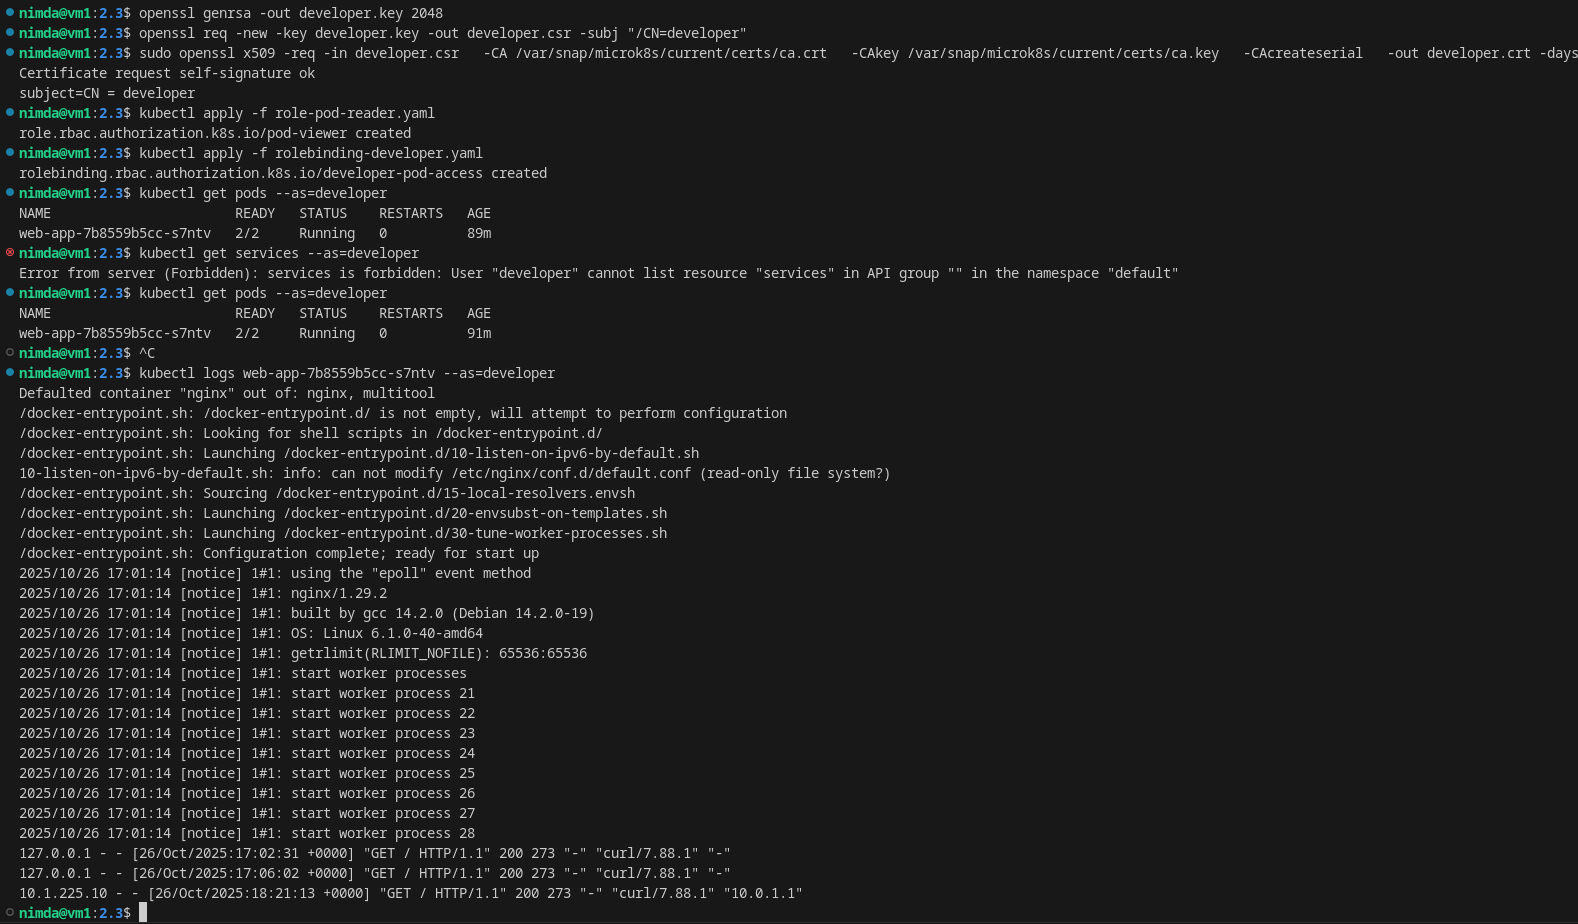 nimda@vm1:2.3$ openssl genrsa -out developer.key 2048
nimda@vm1:2.3$ openssl req -new -key developer.key -out developer.csr -subj "/CN=developer"
nimda@vm1:2.3$ sudo openssl x509 -req -in developer.csr   -CA /var/snap/microk8s/current/certs/ca.crt   -CAkey /var/snap/microk8s/current/certs/ca.key   -CAcreateserial   -out developer.crt -days
Certificate request self-signature ok
subject=CN = developer
nimda@vm1:2.3$ kubectl apply -f role-pod-reader.yaml
role.rbac.authorization.k8s.io/pod-viewer created
nimda@vm1:2.3$ kubectl apply -f rolebinding-developer.yaml
rolebinding.rbac.authorization.k8s.io/developer-pod-access created
nimda@vm1:2.3$ kubectl get pods --as=developer
NAME                       READY   STATUS    RESTARTS   AGE
web-app-7b8559b5cc-s7ntv   2/2     Running   0          89m
nimda@vm1:2.3$ kubectl get services --as=developer
Error from server (Forbidden): services is forbidden: User "developer" cannot list resource "services" in API group "" in the namespace "default"
nimda@vm1:2.3$ kubectl get pods --as=developer
NAME                       READY   STATUS    RESTARTS   AGE
web-app-7b8559b5cc-s7ntv   2/2     Running   0          91m
nimda@vm1:2.3$ ^C
nimda@vm1:2.3$ kubectl logs web-app-7b8559b5cc-s7ntv --as=developer
Defaulted container "nginx" out of: nginx, multitool
/docker-entrypoint.sh: /docker-entrypoint.d/ is not empty, will attempt to perform configuration
/docker-entrypoint.sh: Looking for shell scripts in /docker-entrypoint.d/
/docker-entrypoint.sh: Launching /docker-entrypoint.d/10-listen-on-ipv6-by-default.sh
10-listen-on-ipv6-by-default.sh: info: can not modify /etc/nginx/conf.d/default.conf (read-only file system?)
/docker-entrypoint.sh: Sourcing /docker-entrypoint.d/15-local-resolvers.envsh
/docker-entrypoint.sh: Launching /docker-entrypoint.d/20-envsubst-on-templates.sh
/docker-entrypoint.sh: Launching /docker-entrypoint.d/30-tune-worker-processes.sh
/docker-entrypoint.sh: Configuration complete; ready for start up
2025/10/26 17:01:14 [notice] 1#1: using the "epoll" event method
2025/10/26 17:01:14 [notice] 1#1: nginx/1.29.2
2025/10/26 17:01:14 [notice] 1#1: built by gcc 14.2.0 (Debian 14.2.0-19)
2025/10/26 17:01:14 [notice] 1#1: OS: Linux 6.1.0-40-amd64
2025/10/26 17:01:14 [notice] 1#1: getrlimit(RLIMIT_NOFILE): 65536:65536
2025/10/26 17:01:14 [notice] 1#1: start worker processes
2025/10/26 17:01:14 [notice] 1#1: start worker process 21
2025/10/26 17:01:14 [notice] 1#1: start worker process 22
2025/10/26 17:01:14 [notice] 1#1: start worker process 23
2025/10/26 17:01:14 [notice] 1#1: start worker process 24
2025/10/26 17:01:14 [notice] 1#1: start worker process 25
2025/10/26 17:01:14 [notice] 1#1: start worker process 26
2025/10/26 17:01:14 [notice] 1#1: start worker process 27
2025/10/26 17:01:14 [notice] 1#1: start worker process 28
127.0.0.1 - - [26/Oct/2025:17:02:31 +0000] "GET / HTTP/1.1" 200 273 "-" "curl/7.88.1" "-"
127.0.0.1 - - [26/Oct/2025:17:06:02 +0000] "GET / HTTP/1.1" 200 273 "-" "curl/7.88.1" "-"
10.1.225.10 - - [26/Oct/2025:18:21:13 +0000] "GET / HTTP/1.1" 200 273 "-" "curl/7.88.1" "10.0.1.1"
nimda@vm1:2.3$